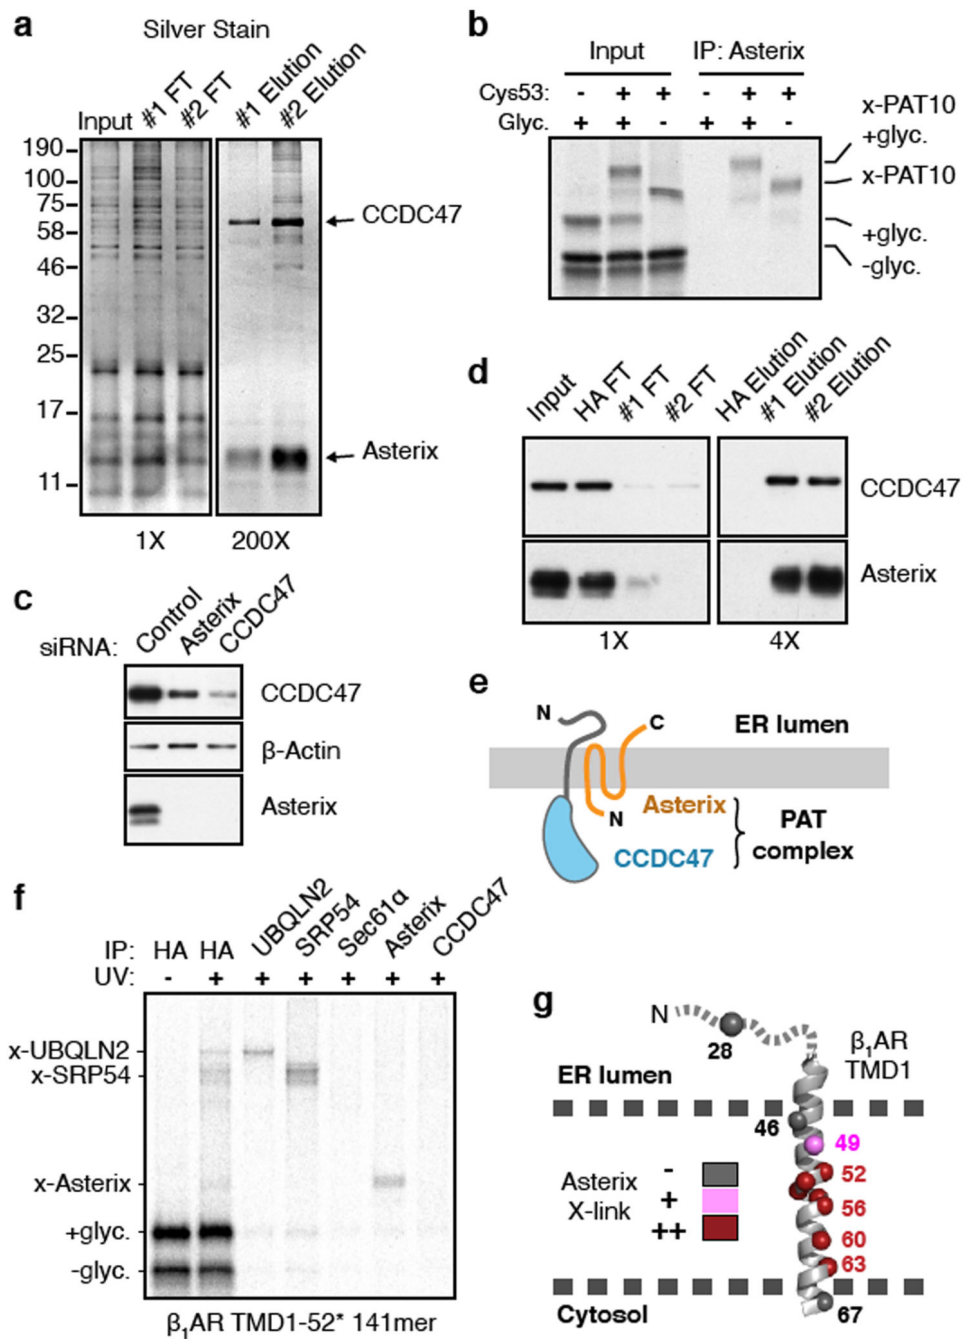 a
Silver Stain
Input #1 FT #2 FT #1 Elution #2 Elution
190
100
75
58
46
32
25
17
11
CCDC47
Asterix
1X 200X
b
Input IP: Asterix
Cys53: - + + - + +
Glyc. + + - + + -
x-PAT10
+glyc.
x-PAT10
+glyc.
-glyc.
c
siRNA: Control Asterix CCDC47
CCDC47
β-Actin
Asterix
d
Input HA FT #1 FT #2 FT HA Elution #1 Elution #2 Elution
CCDC47
Asterix
1X 4X
e
N C ER lumen
Asterix N
CCDC47
PAT
complex
f
IP: HA HA UBQLN2 SRP54 Sec61α Asterix CCDC47
UV: - + + + + + +
x-UBQLN2
x-SRP54
x-Asterix
+glyc.
-glyc.
β₁AR TMD1-52* 141mer
g
N
28
β₁AR
TMD1
ER lumen
46
49
52
56
60
63
67
Asterix
X-link
-
+
++
Cytosol